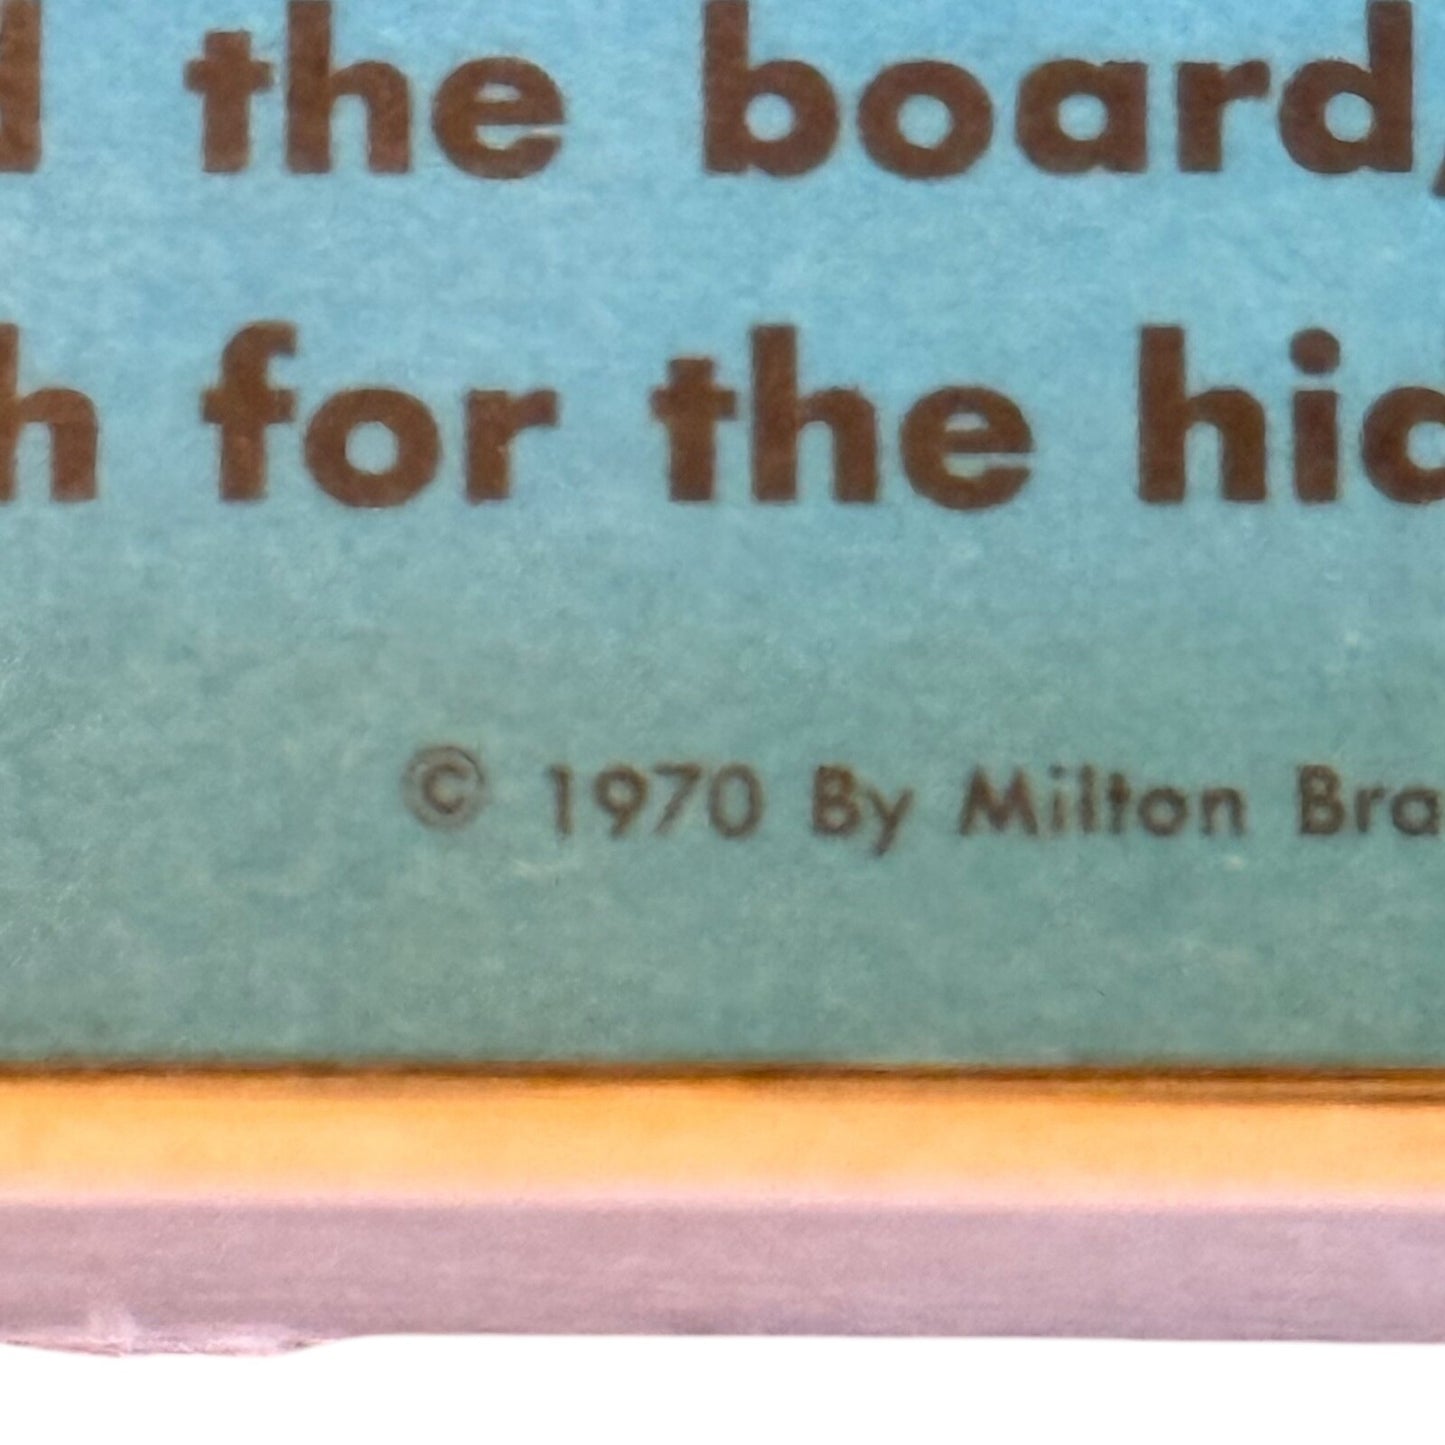 the board,
for the
© 1970 By Milton